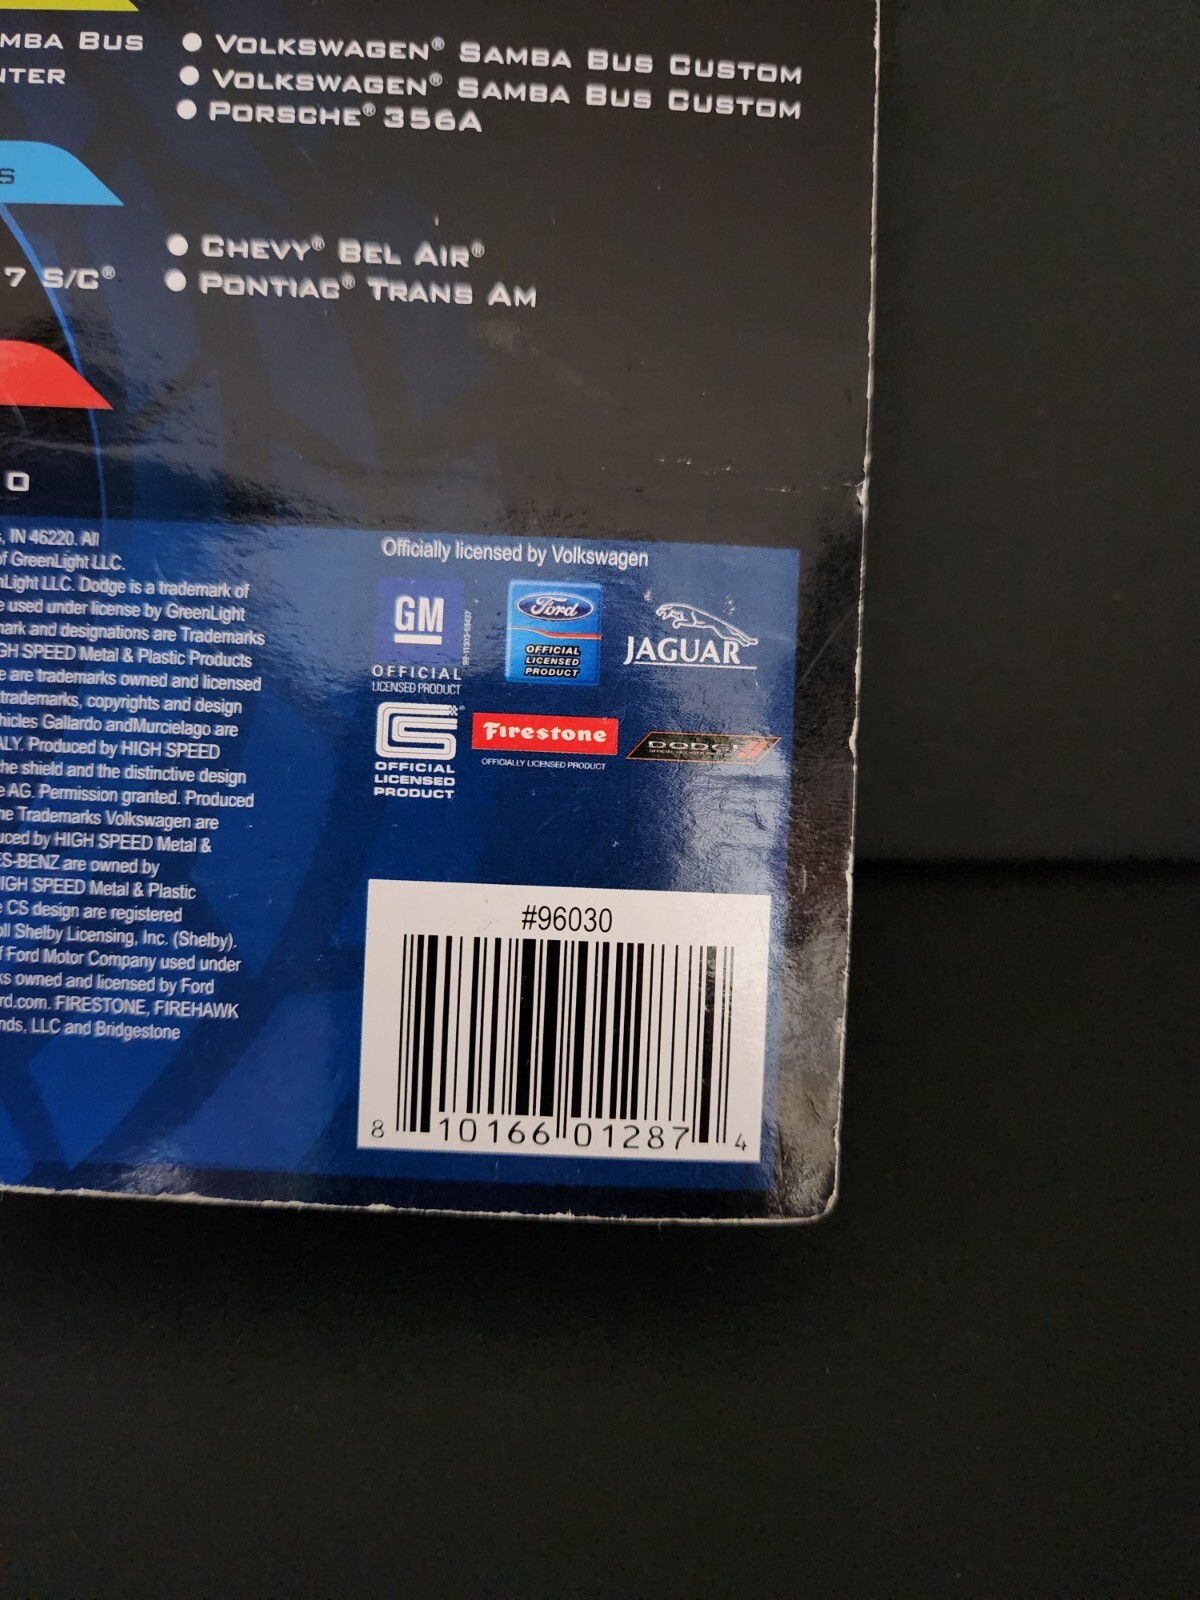 MBA BUS
NTER
VOLKSWAGEN® SAMBA BUS CUSTOM
VOLKSWAGEN® SAMBA BUS CUSTOM
PORSCHE® 356A
S
7 S/C®
CHEVY® BEL AIR®
PONTIAC® TRANS AM
O
, IN 46220. All
of GreenLight LLC.
nLight LLC. Dodge is a trademark of
e used under license by GreenLight
mark and designations are Trademarks
GH SPEED Metal & Plastic Products
e are trademarks owned and licensed
trademarks, copyrights and design
hicles Gallardo andMurcielago are
ALY. Produced by HIGH SPEED
he shield and the distinctive design
e AG. Permission granted. Produced
he Trademarks Volkswagen are
uced by HIGH SPEED Metal &
ES-BENZ are owned by
IGH SPEED Metal & Plastic
e CS design are registered
oll Shelby Licensing, Inc. (Shelby).
f Ford Motor Company used under
ks owned and licensed by Ford
rd.com. FIRESTONE, FIREHAWK
nds, LLC and Bridgestone
Officially licensed by Volkswagen
GM
OFFICIAL
LICENSED PRODUCT
Ford
OFFICIAL
LICENSED
PRODUCT
JAGUAR
CS
OFFICIAL
LICENSED
PRODUCT
Firestone
OFFICIALLY LICENSED PRODUCT
DODGE
#96030
8 10166 01287 4